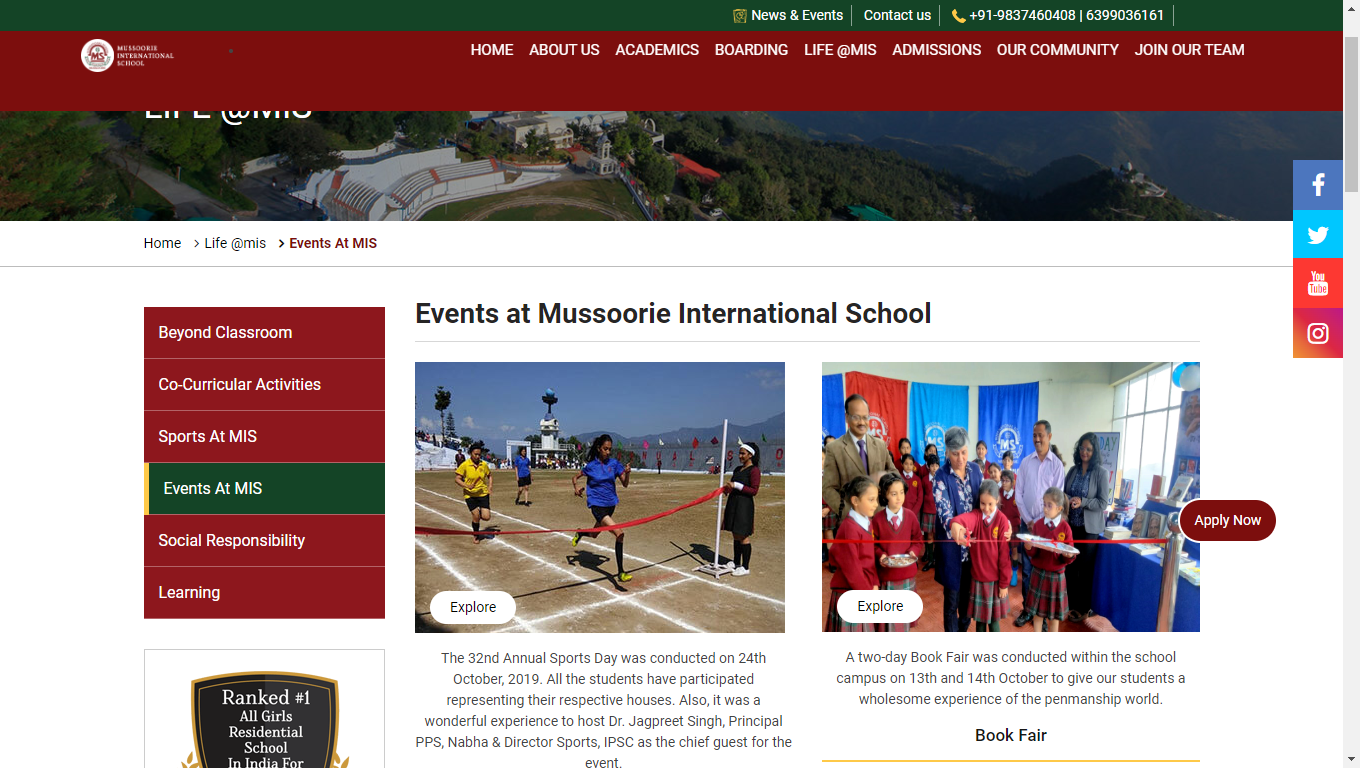 News & Events
Contact us
+91-9837460408 | 6399036161
MUSSOORIE
INTERNATIONAL
SCHOOL
HOME
ABOUT US
ACADEMICS
BOARDING
LIFE @MIS
ADMISSIONS
OUR COMMUNITY
JOIN OUR TEAM
LIFE @MIS
Home > Life @mis > Events At MIS
Beyond Classroom
Co-Curricular Activities
Sports At MIS
Events At MIS
Social Responsibility
Learning
Ranked #1
All Girls
Residential
School
In India For
Events at Mussoorie International School
Explore
The 32nd Annual Sports Day was conducted on 24th
October, 2019. All the students have participated
representing their respective houses. Also, it was a
wonderful experience to host Dr. Jagpreet Singh, Principal
PPS, Nabha & Director Sports, IPSC as the chief guest for the
event.
MS
Explore
A two-day Book Fair was conducted within the school
campus on 13th and 14th October to give our students a
wholesome experience of the penmanship world.
Book Fair
Apply Now
You
Tube